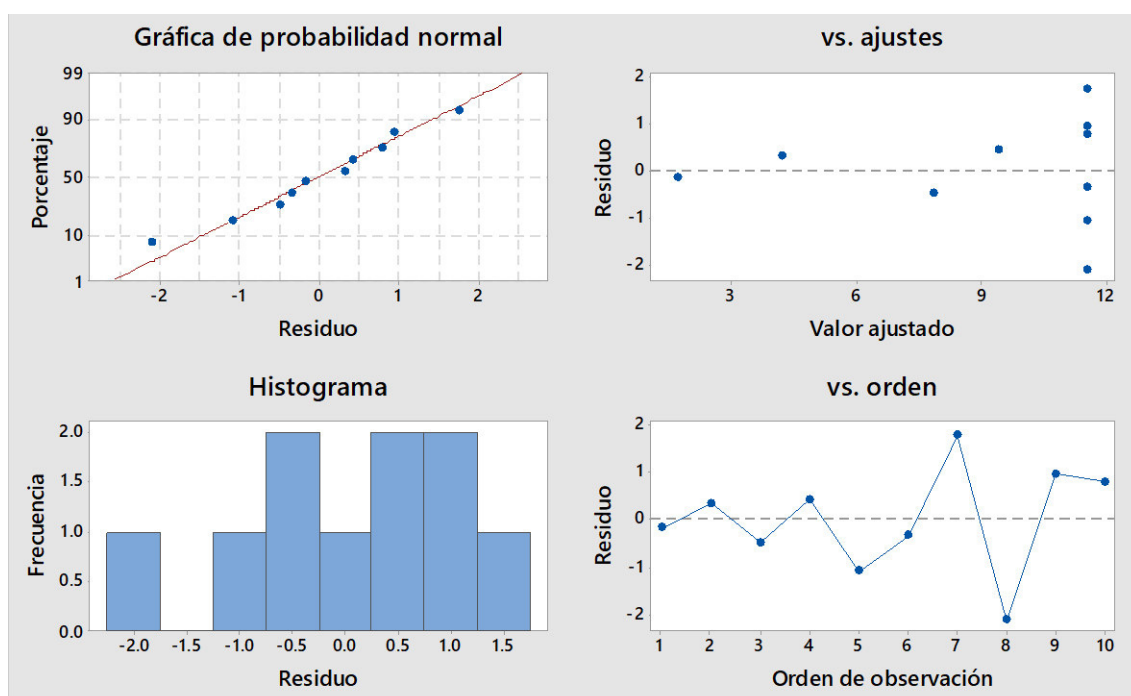 Gráfica de probabilidad normal
99
90
50
10
1
Porcentaje
-2 -1 0 1 2
Residuo
vs. ajustes
2
1
0
-1
-2
Residuo
3 6 9 12
Valor ajustado
Histograma
2.0
1.5
1.0
0.5
0.0
Frecuencia
-2.0 -1.5 -1.0 -0.5 0.0 0.5 1.0 1.5
Residuo
vs. orden
2
1
0
-1
-2
Residuo
1 2 3 4 5 6 7 8 9 10
Orden de observación